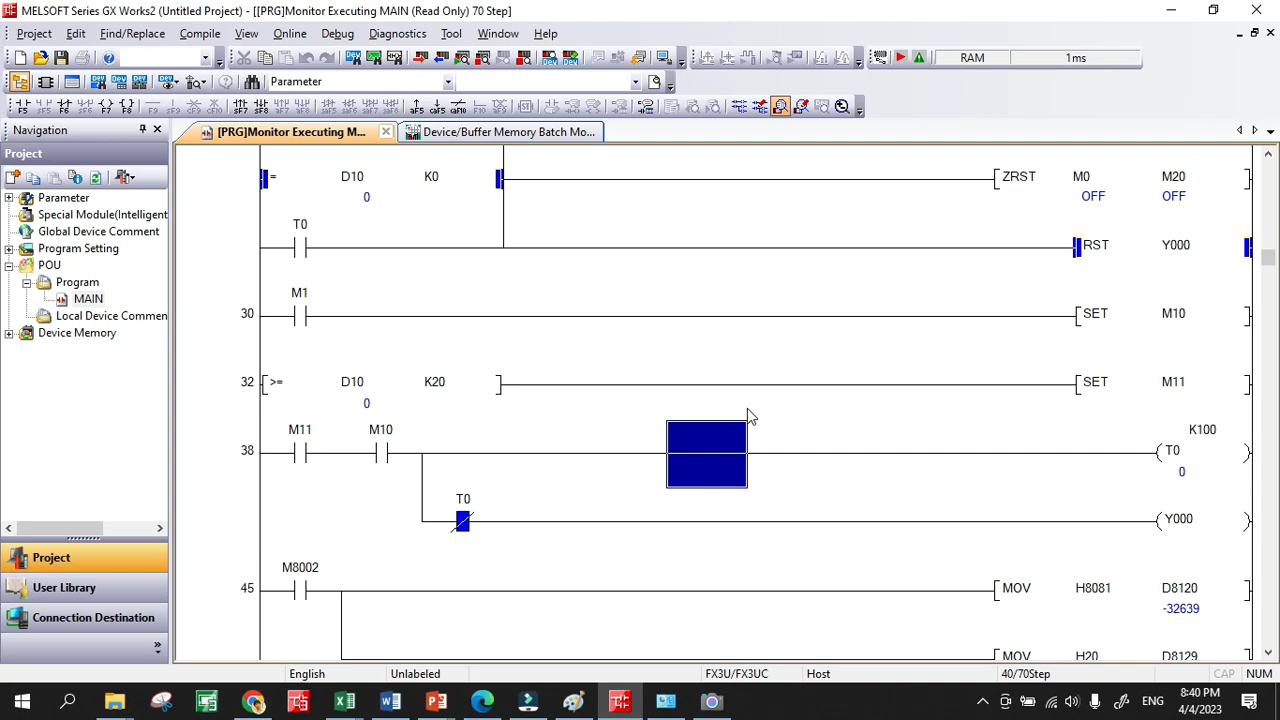 MELSOFT Series GX Works2 (Untitled Project) - [[PRG]Monitor Executing MAIN (Read Only) 70 Step]
Project Edit Find/Replace Compile View Online Debug Diagnostics Tool Window Help
RAM 1ms
Parameter
Navigation
[PRG]Monitor Executing M... Device/Buffer Memory Batch Mo...
Project
Parameter
Special Module(Intelligent
Global Device Comment
Program Setting
POU
Program
MAIN
Local Device Commen
Device Memory
Project
User Library
Connection Destination
= D10 K0 ZRST M0 M20
0 OFF OFF
T0
RST Y000
M1
30 SET M10
32 >= D10 K20 SET M11
0
M11 M10 K100
38 T0
0
T0
Y000
M8002
45 MOV H8081 D8120
-32639
MOV H20 D8129
English Unlabeled FX3U/FX3UC Host 40/70Step CAP NUM
ENG 8:40 PM
4/4/2023